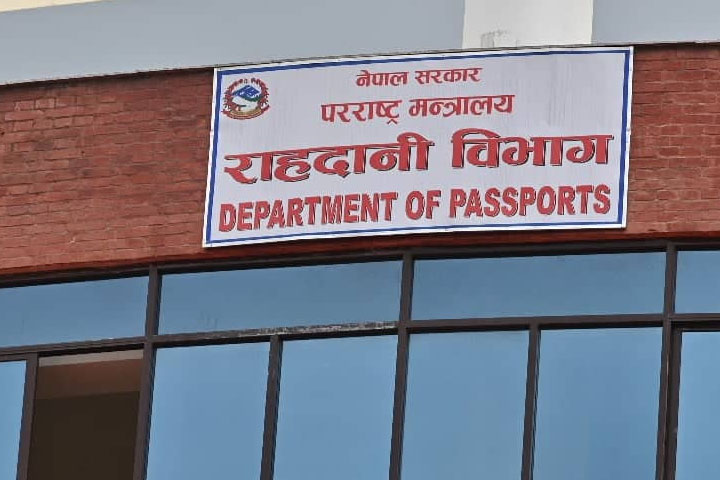 नेपाल सरकार
परराष्ट्र मन्त्रालय
राहदानी विभाग
DEPARTMENT OF PASSPORTS